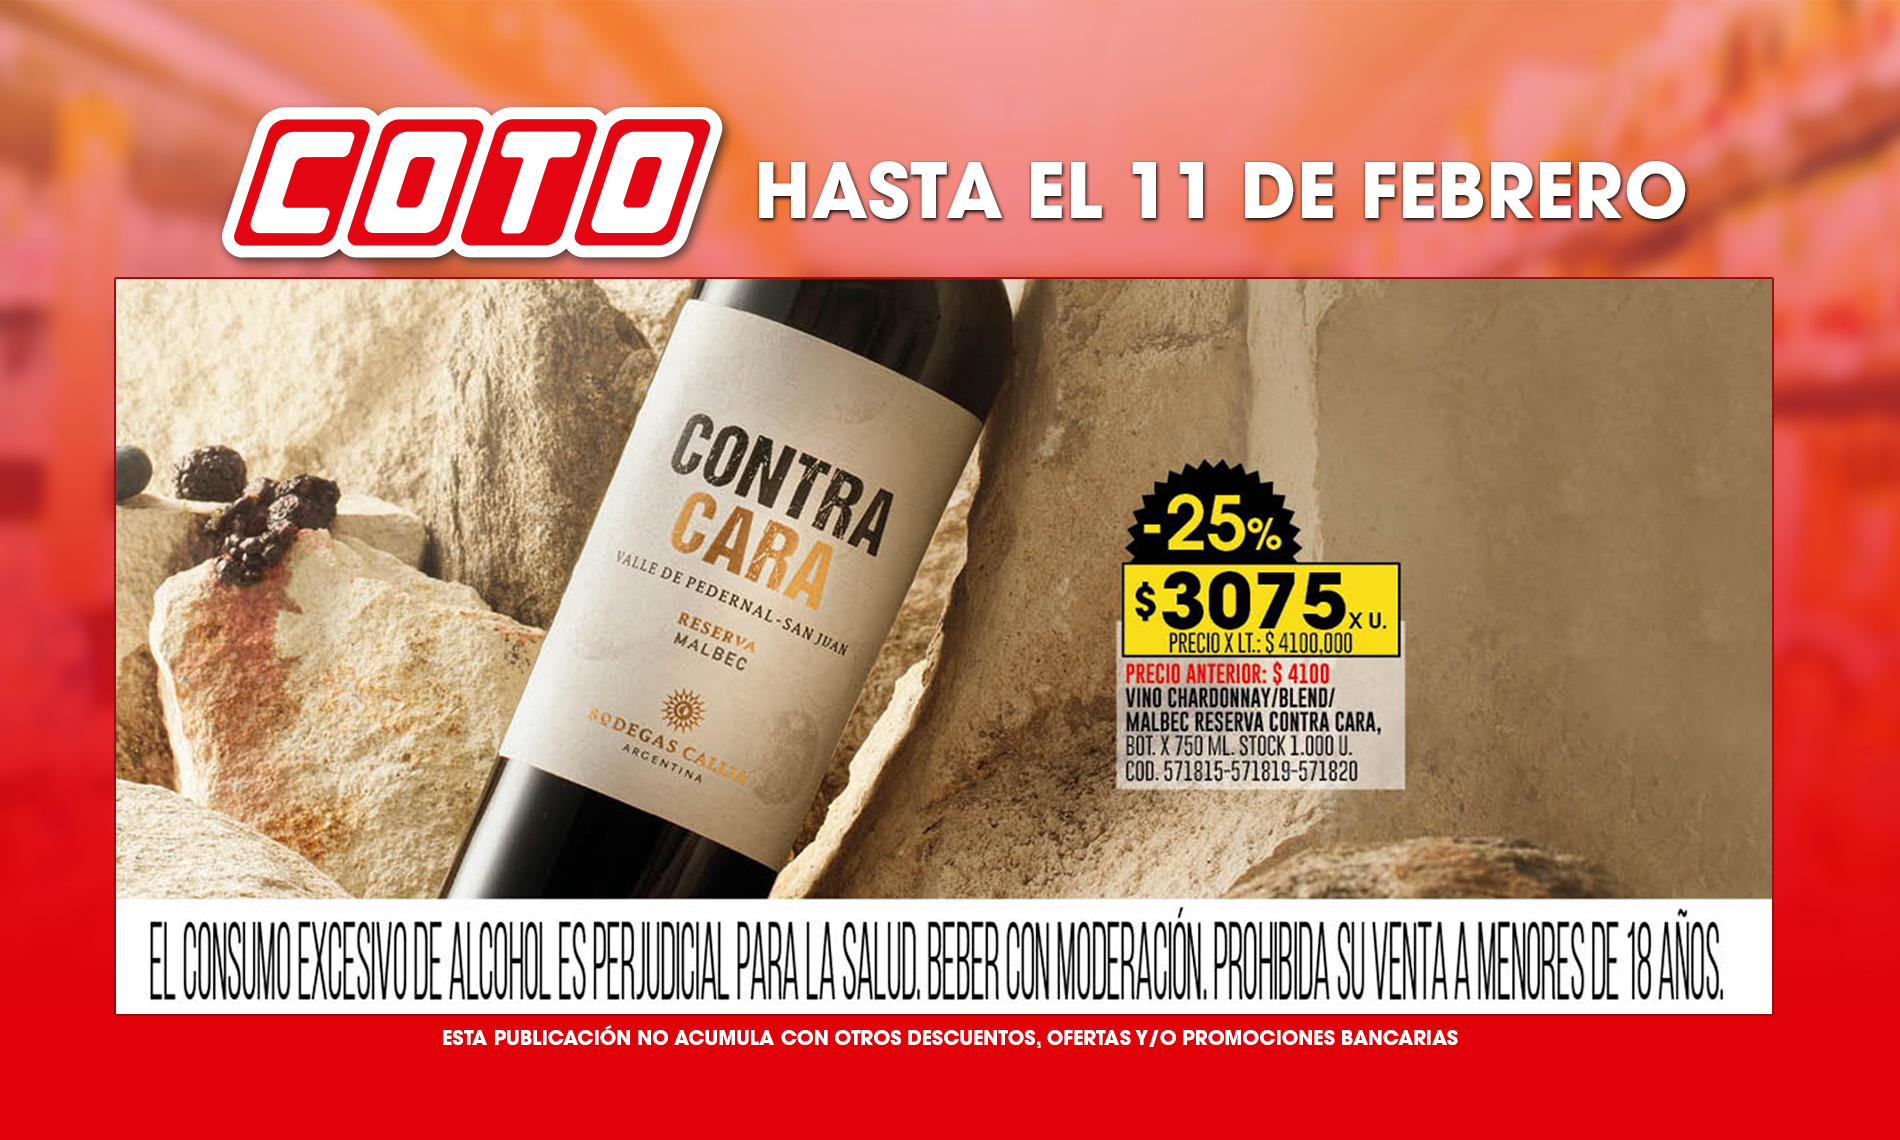 COTO
HASTA EL 11 DE FEBRERO
CONTRA
CARA
VALLE DE PEDERNAL - SAN JUAN
RESERVA
MALBEC
BODEGAS CALLIA
ARGENTINA
-25%
$3075 X U.
PRECIO X LT.: $ 4100,000
PRECIO ANTERIOR: $ 4100
VINO CHARDONNAY/BLEND/
MALBEC RESERVA CONTRA CARA,
BOT. X 750 ML. STOCK 1.000 U.
COD. 571815-571819-571820
EL CONSUMO EXCESIVO DE ALCOHOL ES PERJUDICIAL PARA LA SALUD. BEBER CON MODERACIÓN. PROHIBIDA SU VENTA A MENORES DE 18 AÑOS.
ESTA PUBLICACIÓN NO ACUMULA CON OTROS DESCUENTOS, OFERTAS Y/O PROMOCIONES BANCARIAS